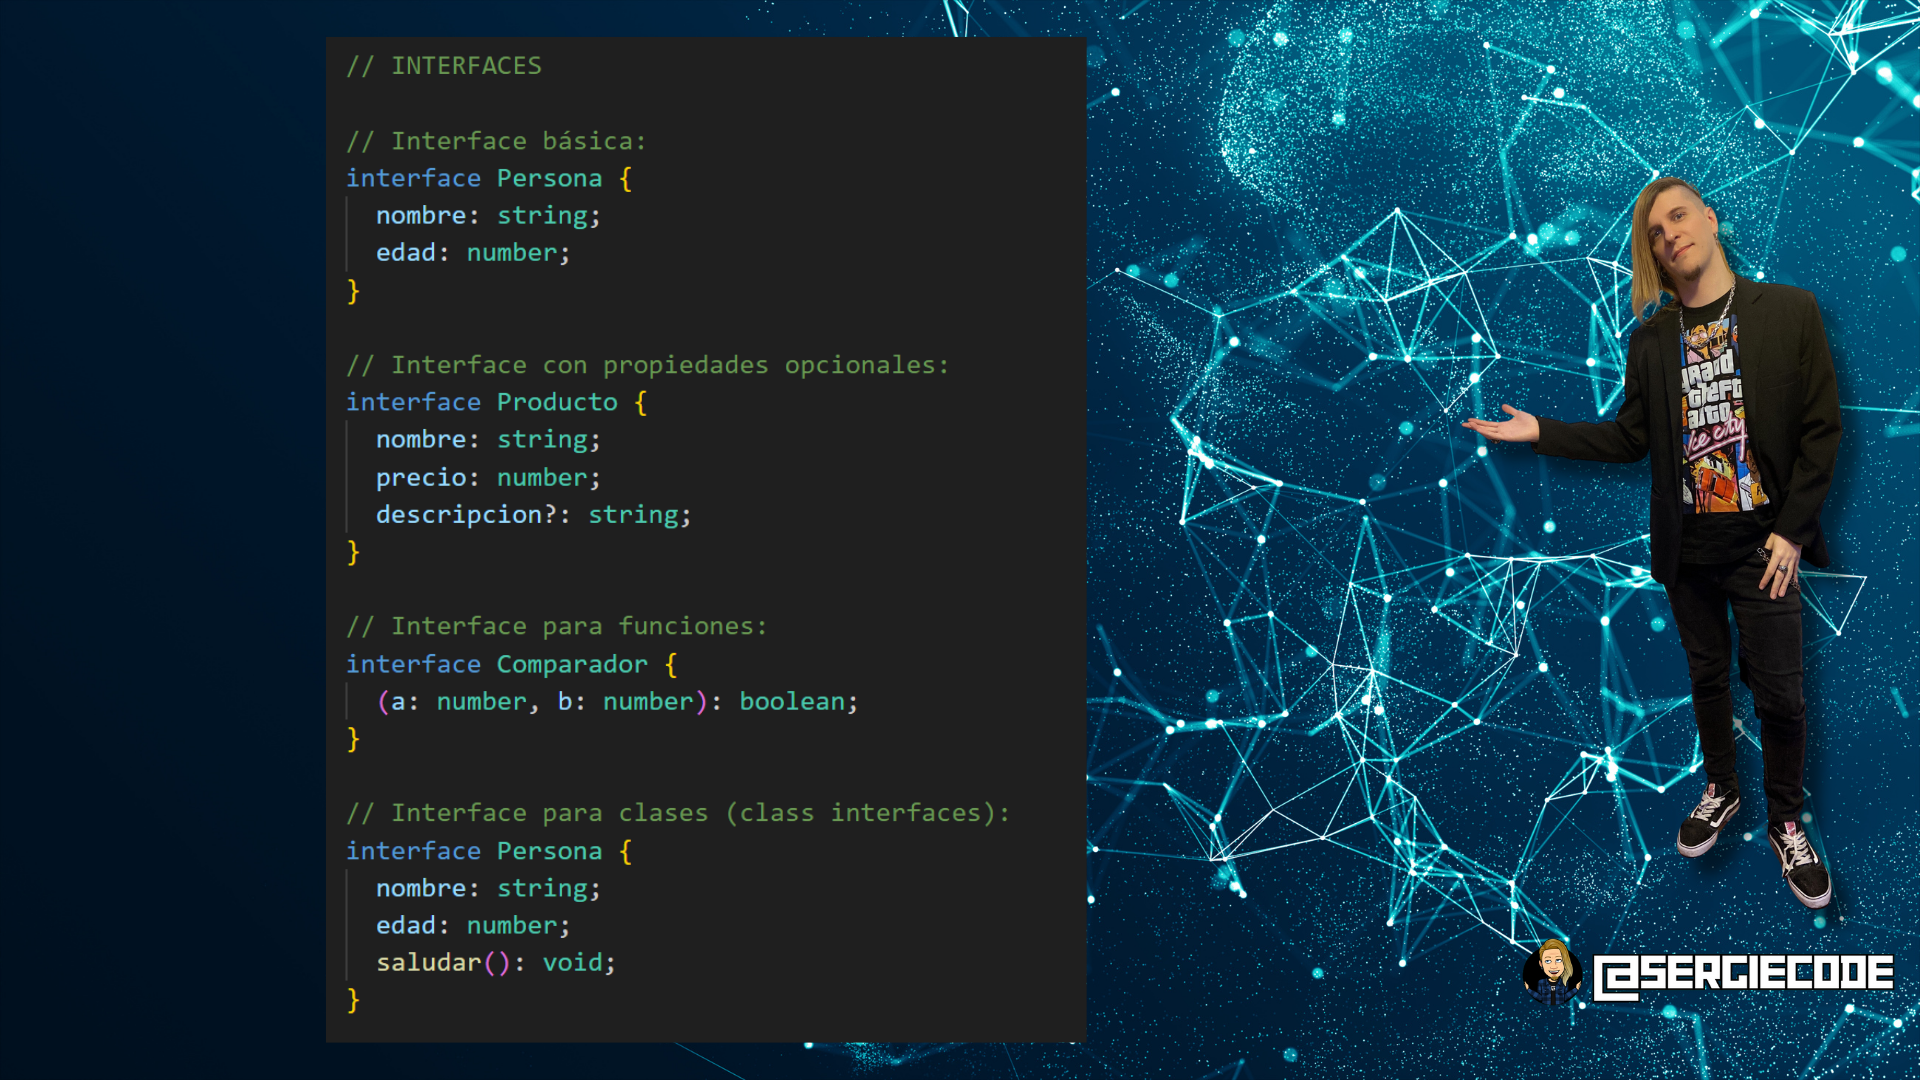 // INTERFACES
// Interface básica:
interface Persona {
nombre: string;
edad: number;
}
// Interface con propiedades opcionales:
interface Producto {
nombre: string;
precio: number;
descripcion?: string;
}
// Interface para funciones:
interface Comparador {
(a: number, b: number): boolean;
}
// Interface para clases (class interfaces):
interface Persona {
nombre: string;
edad: number;
saludar(): void;
}
grand
theft
auto
Vice city
@SERGIECODE